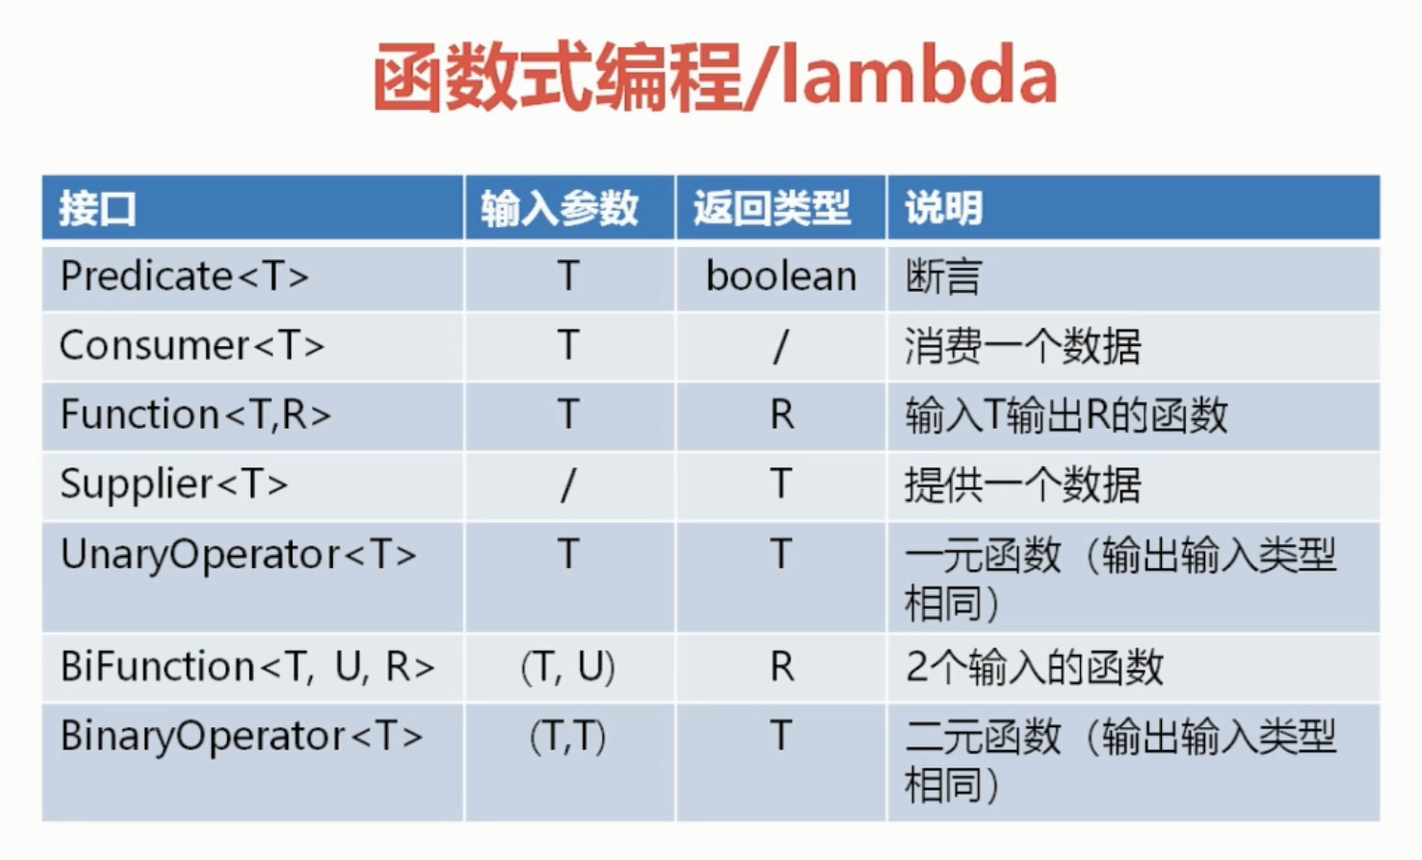 函数式编程/lambda
接口 输入参数 返回类型 说明
Predicate<T> T boolean 断言
Consumer<T> T / 消费一个数据
Function<T,R> T R 输入T输出R的函数
Supplier<T> / T 提供一个数据
UnaryOperator<T> T T 一元函数（输出输入类型
相同）
BiFunction<T, U, R> (T, U) R 2个输入的函数
BinaryOperator<T> (T,T) T 二元函数（输出输入类型
相同）